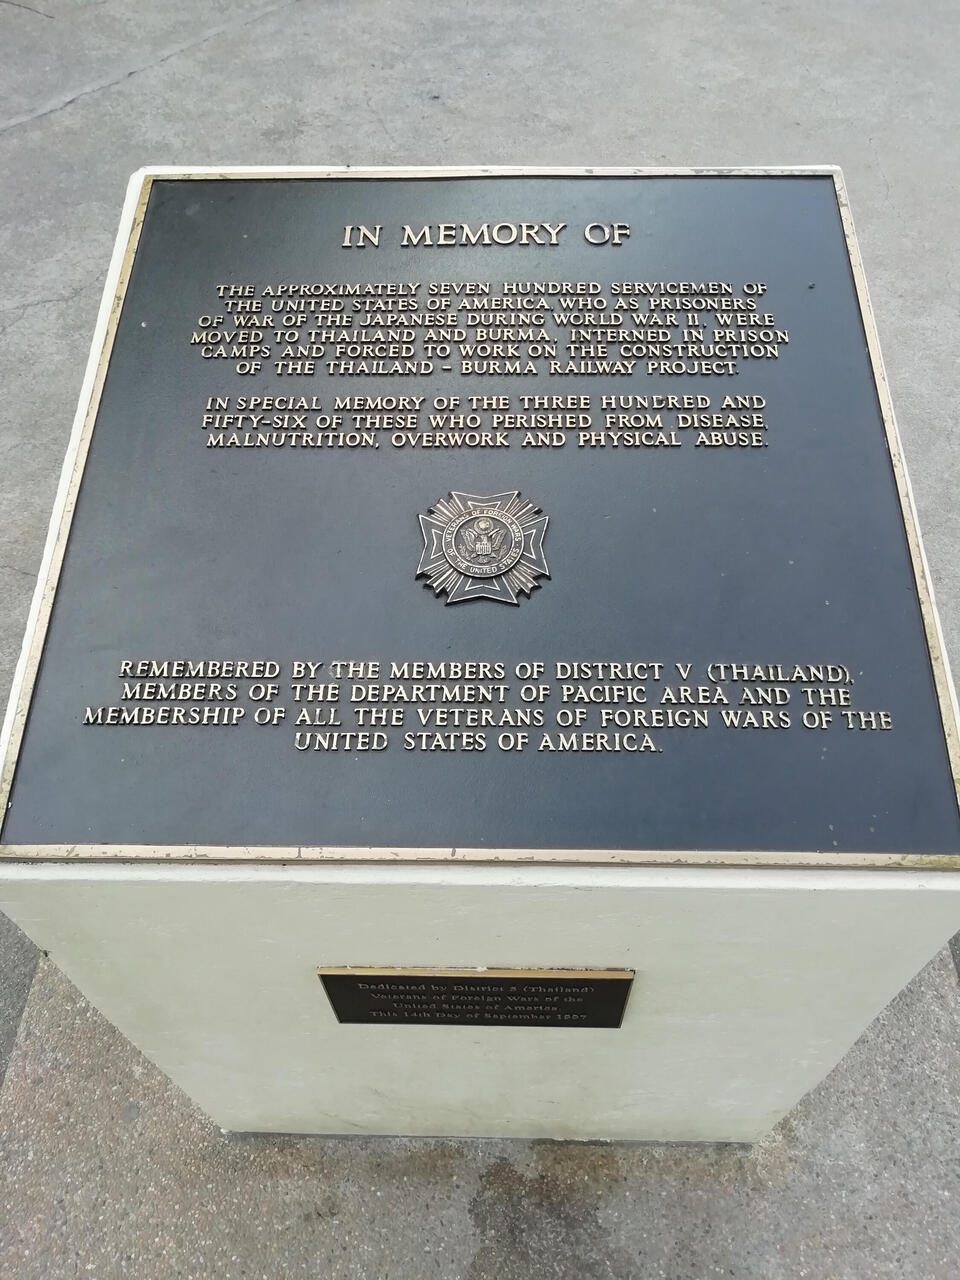 IN MEMORY OF
THE APPROXIMATELY SEVEN HUNDRED SERVICEMEN OF
THE UNITED STATES OF AMERICA WHO AS PRISONERS
OF WAR OF THE JAPANESE DURING WORLD WAR II, WERE
MOVED TO THAILAND AND BURMA, INTERNED IN PRISON
CAMPS AND FORCED TO WORK ON THE CONSTRUCTION
OF THE THAILAND - BURMA RAILWAY PROJECT.
IN SPECIAL MEMORY OF THE THREE HUNDRED AND
FIFTY-SIX OF THESE WHO PERISHED FROM DISEASE,
MALNUTRITION, OVERWORK AND PHYSICAL ABUSE.
VETERANS OF FOREIGN WARS
OF THE UNITED STATES
REMEMBERED BY THE MEMBERS OF DISTRICT V (THAILAND),
MEMBERS OF THE DEPARTMENT OF PACIFIC AREA AND THE
MEMBERSHIP OF ALL THE VETERANS OF FOREIGN WARS OF THE
UNITED STATES OF AMERICA.
Dedicated by District 5 (Thailand)
Veterans of Foreign Wars of the
United States of America
This 14th Day of September